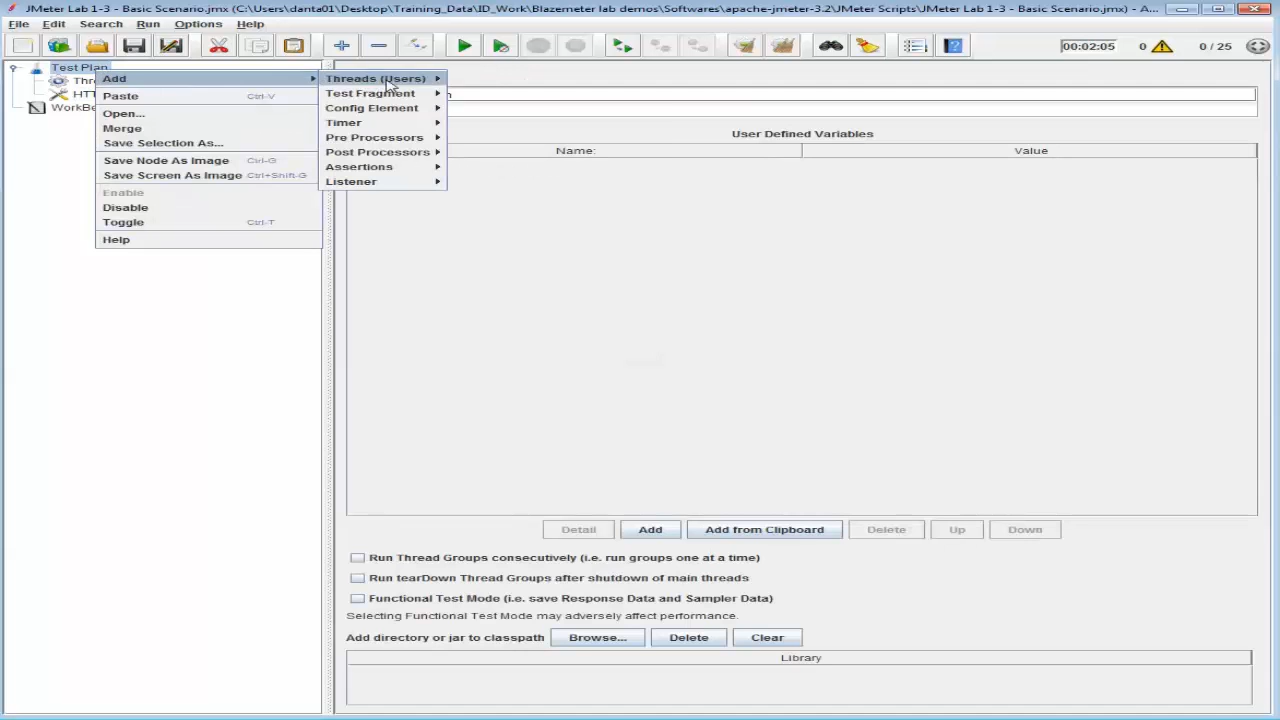 JMeter Lab 1-3 - Basic Scenario.jmx (C:\Users\danta01\Desktop\Training_Data\ID_Work\Blazemeter lab demos\Softwares\apache-jmeter-3.2\JMeter Scripts\JMeter Lab 1-3 - Basic Scenario.jmx) - A...
File Edit Search Run Options Help
00:02:05 0 0 / 25
Test Plan
Thre
HTT
WorkBe
Add
Paste Ctrl-V
Open...
Merge
Save Selection As...
Save Node As Image Ctrl-G
Save Screen As Image Ctrl+Shift-G
Enable
Disable
Toggle Ctrl-T
Help
Threads (Users)
Test Fragment
Config Element
Timer
Pre Processors
Post Processors
Assertions
Listener
n
User Defined Variables
Name: Value
Detail Add Add from Clipboard Delete Up Down
Run Thread Groups consecutively (i.e. run groups one at a time)
Run tearDown Thread Groups after shutdown of main threads
Functional Test Mode (i.e. save Response Data and Sampler Data)
Selecting Functional Test Mode may adversely affect performance.
Add directory or jar to classpath Browse... Delete Clear
Library